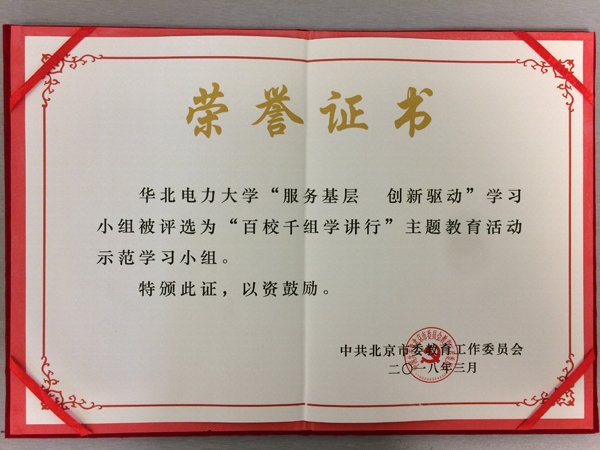 荣誉证书
华北电力大学“服务基层　创新驱动”学习
小组被评选为“百校千组学讲行”主题教育活动
示范学习小组。
特颁此证，以资鼓励。
中共北京市委教育工作委员会
二〇一八年三月